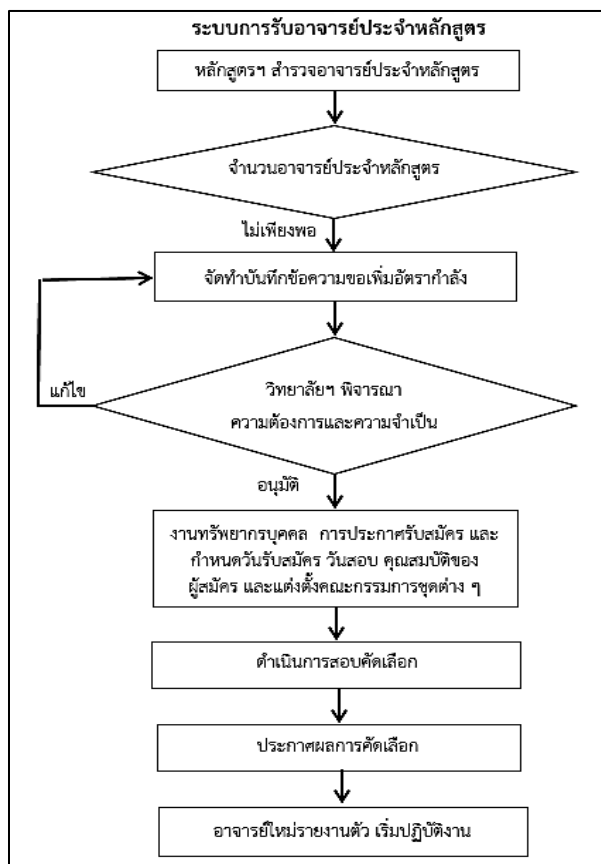 ระบบการรับอาจารย์ประจำหลักสูตร
หลักสูตรฯ สำรวจอาจารย์ประจำหลักสูตร
จำนวนอาจารย์ประจำหลักสูตร
ไม่เพียงพอ
จัดทำบันทึกข้อความขอเพิ่มอัตรากำลัง
แก้ไข
วิทยาลัยฯ พิจารณา
ความต้องการและความจำเป็น
อนุมัติ
งานทรัพยากรบุคคล การประกาศรับสมัคร และ
กำหนดวันรับสมัคร วันสอบ คุณสมบัติของ
ผู้สมัคร และแต่งตั้งคณะกรรมการชุดต่าง ๆ
ดำเนินการสอบคัดเลือก
ประกาศผลการคัดเลือก
อาจารย์ใหม่รายงานตัว เริ่มปฏิบัติงาน